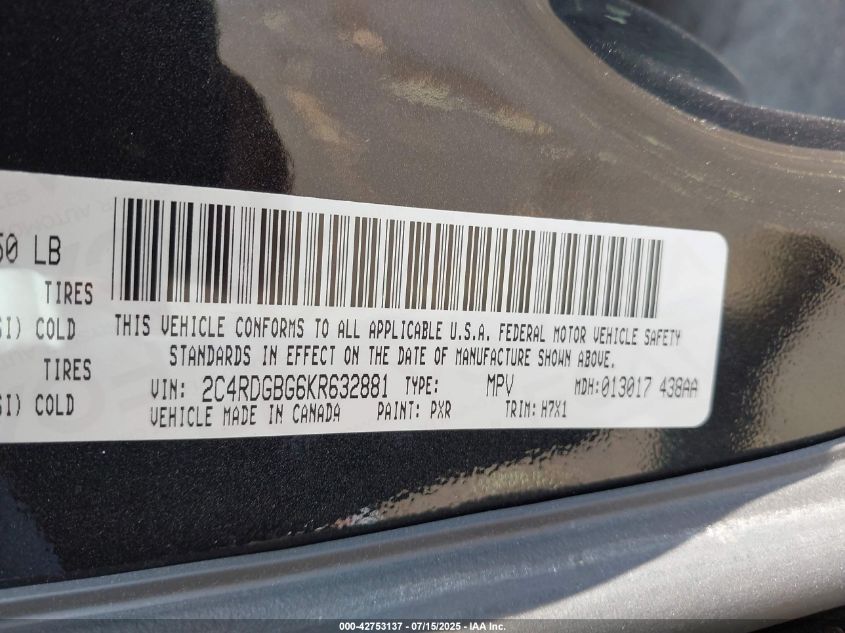 50 LB
TIRES
SI) COLD
TIRES
SI) COLD
THIS VEHICLE CONFORMS TO ALL APPLICABLE U.S.A. FEDERAL MOTOR VEHICLE SAFETY
STANDARDS IN EFFECT ON THE DATE OF MANUFACTURE SHOWN ABOVE.
VIN: 2C4RDGBG6KR632881 TYPE: MPV MDH:013017 438AA
VEHICLE MADE IN CANADA PAINT: PXR TRIM: H7X1
000-42753137 - 07/15/2025 - IAA Inc.